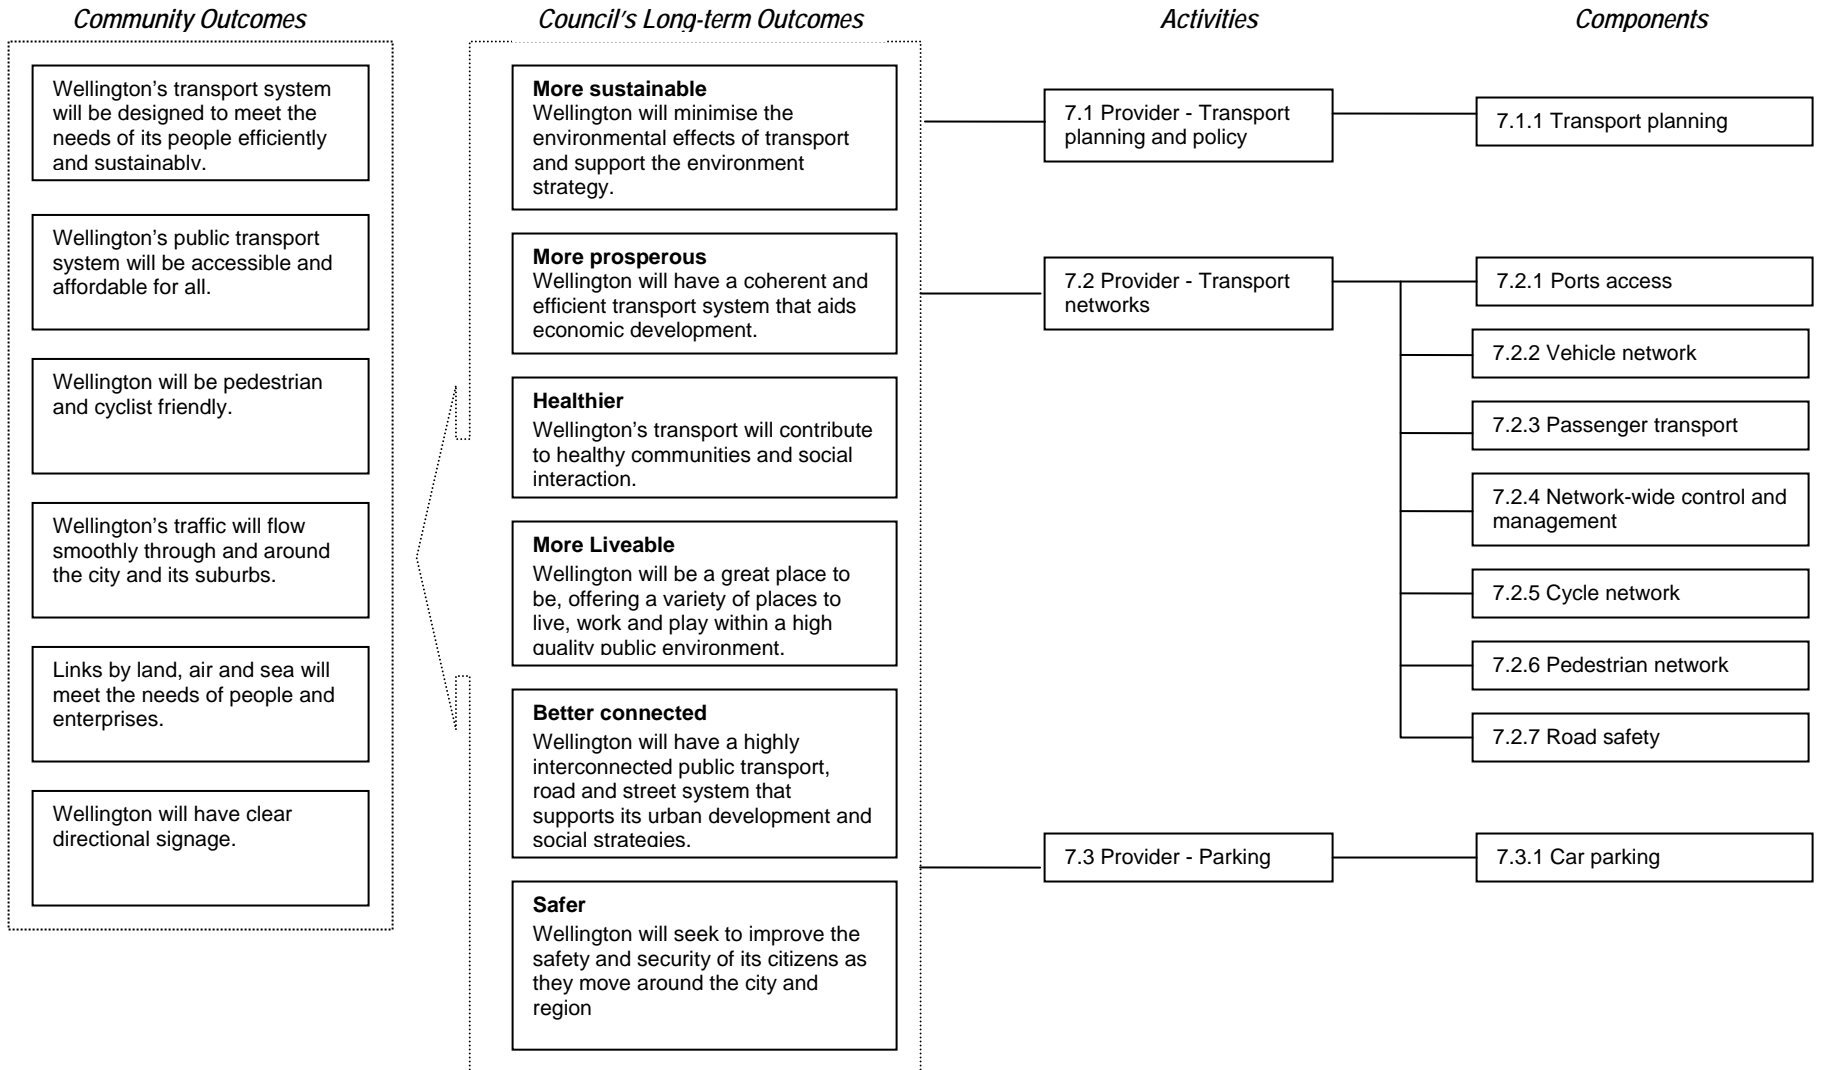 Community Outcomes
Wellington's transport system
will be designed to meet the
needs of its people efficiently
and sustainably.
Wellington's public transport
system will be accessible and
affordable for all.
Wellington will be pedestrian
and cyclist friendly.
Wellington's traffic will flow
smoothly through and around
the city and its suburbs.
Links by land, air and sea will
meet the needs of people and
enterprises.
Wellington will have clear
directional signage.
Council's Long-term Outcomes
More sustainable
Wellington will minimise the
environmental effects of transport
and support the environment
strategy.
More prosperous
Wellington will have a coherent and
efficient transport system that aids
economic development.
Healthier
Wellington's transport will contribute
to healthy communities and social
interaction.
More Liveable
Wellington will be a great place to
be, offering a variety of places to
live, work and play within a high
quality public environment.
Better connected
Wellington will have a highly
interconnected public transport,
road and street system that
supports its urban development and
social strategies.
Safer
Wellington will seek to improve the
safety and security of its citizens as
they move around the city and
region
Activities
7.1 Provider - Transport
planning and policy
7.2 Provider - Transport
networks
7.3 Provider - Parking
Components
7.1.1 Transport planning
7.2.1 Ports access
7.2.2 Vehicle network
7.2.3 Passenger transport
7.2.4 Network-wide control and
management
7.2.5 Cycle network
7.2.6 Pedestrian network
7.2.7 Road safety
7.3.1 Car parking